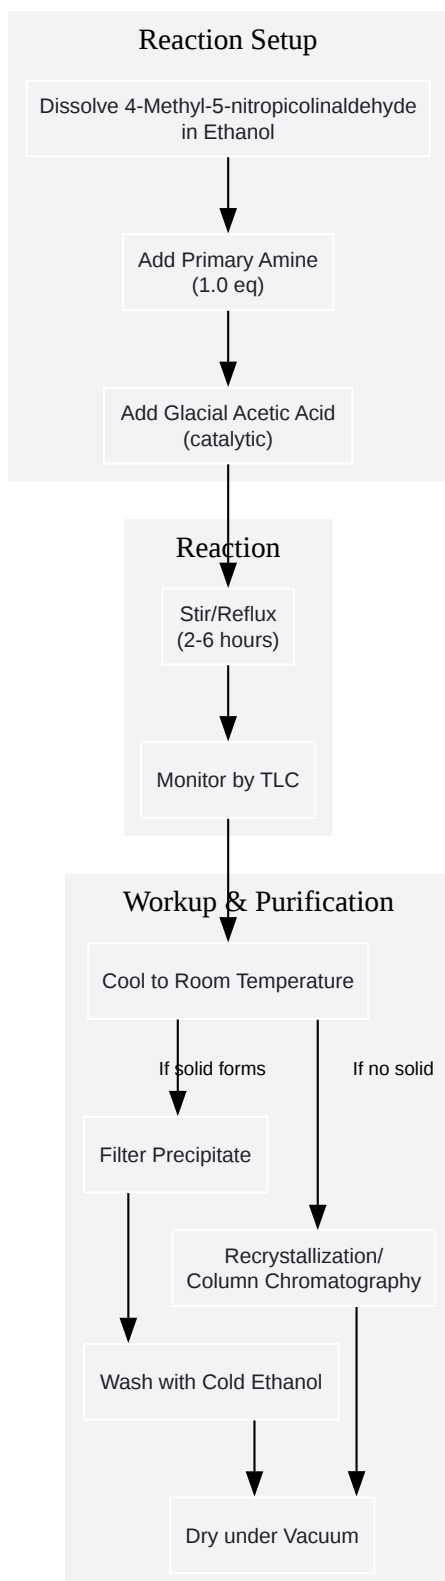 Reaction Setup
Dissolve 4-Methyl-5-nitropicolinaldehyde
in Ethanol
Add Primary Amine
(1.0 eq)
Add Glacial Acetic Acid
(catalytic)
Reaction
Stir/Reflux
(2-6 hours)
Monitor by TLC
Workup & Purification
Cool to Room Temperature
If solid forms
If no solid
Filter Precipitate
Recrystallization/
Column Chromatography
Wash with Cold Ethanol
Dry under Vacuum